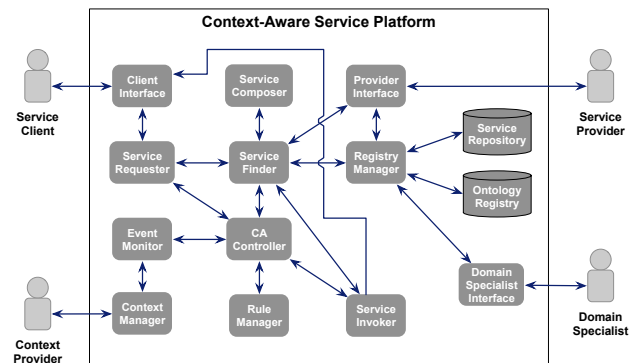 Context-Aware Service Platform
Client
Interface
Service
Composer
Provider
Interface
Service
Client
Service
Provider
Service
Repository
Service
Requester
Service
Finder
Registry
Manager
Ontology
Registry
Event
Monitor
CA
Controller
Domain
Specialist
Interface
Context
Manager
Rule
Manager
Service
Invoker
Domain
Specialist
Context
Provider